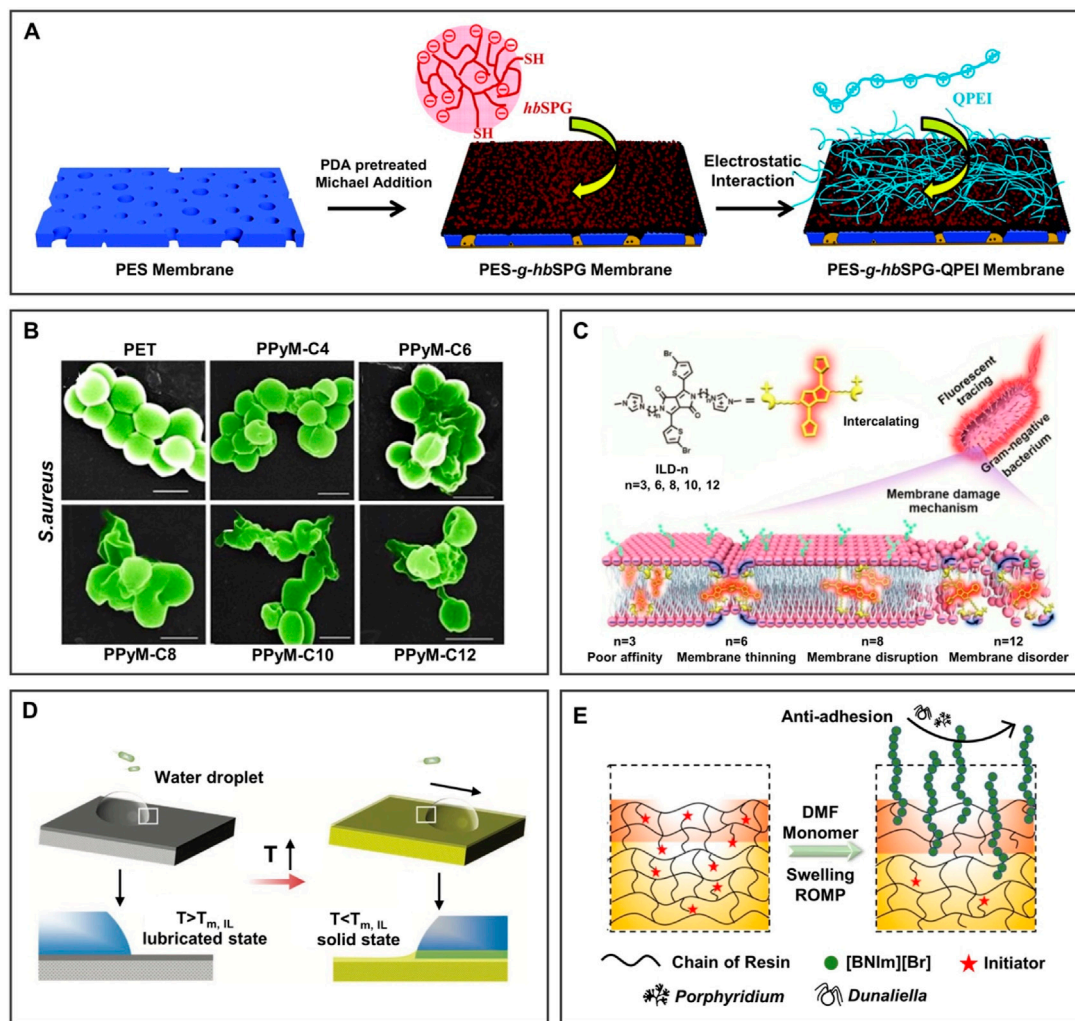 A
SH
hbSPG
SH
QPEI
PDA pretreated
Michael Addition
Electrostatic
Interaction
PES Membrane
PES-g-hbSPG Membrane
PES-g-hbSPG-QPEI Membrane
B
PET
PPyM-C4
PPyM-C6
S.aureus
PPyM-C8
PPyM-C10
PPyM-C12
C
Br
Br
ILD-n
n=3, 6, 8, 10, 12
Intercalating
Fluorescent
tracing
Gram-negative
bacterium
Membrane damage
mechanism
n=3
Poor affinity
n=6
Membrane thinning
n=8
Membrane disruption
n=12
Membrane disorder
D
Water droplet
T
T>Tm, IL
lubricated state
T<Tm, IL
solid state
E
Anti-adhesion
DMF
Monomer
Swelling
ROMP
Chain of Resin
[BNIm][Br]
Initiator
Porphyridium
Dunaliella